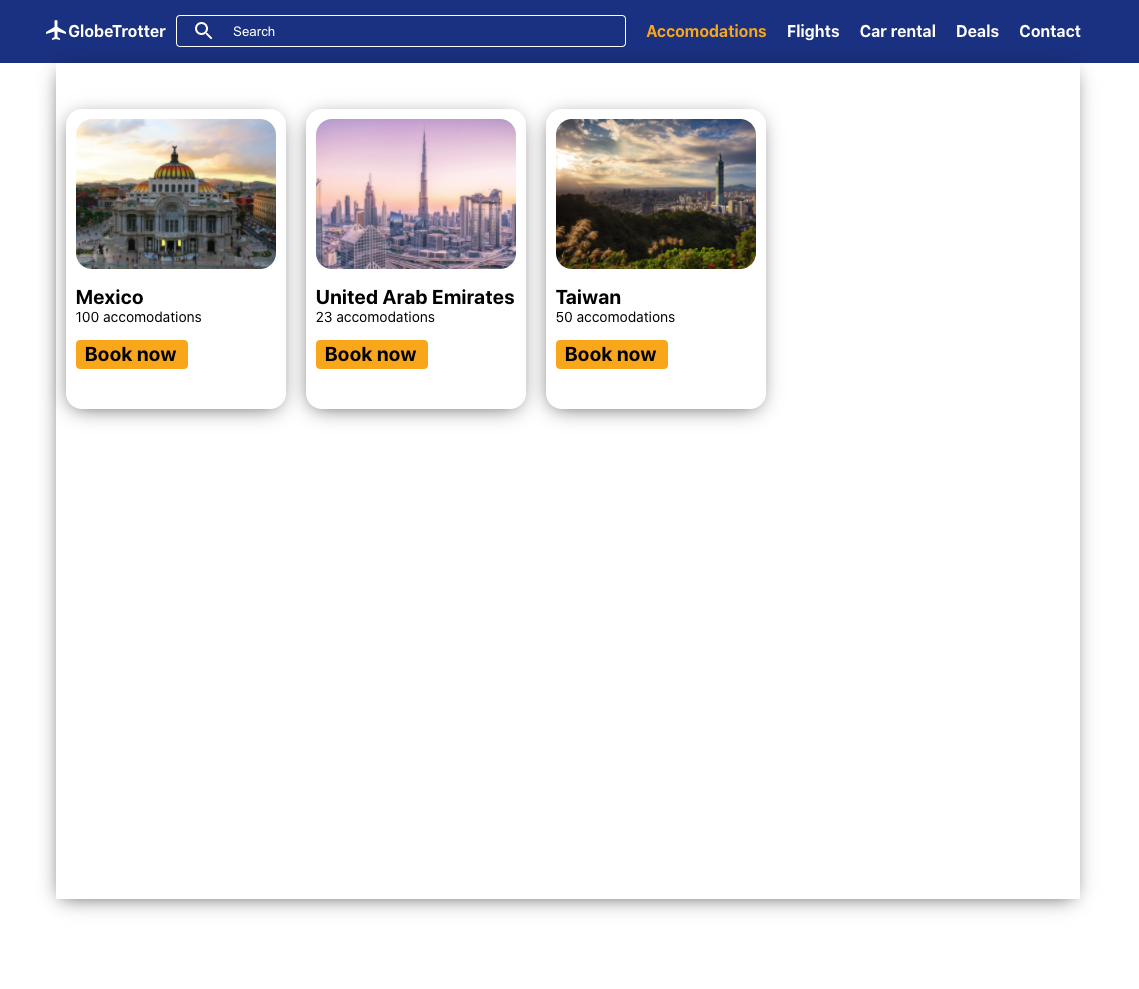 GlobeTrotter
Search
Accomodations
Flights
Car rental
Deals
Contact
Mexico
100 accomodations
Book now
United Arab Emirates
23 accomodations
Book now
Taiwan
50 accomodations
Book now